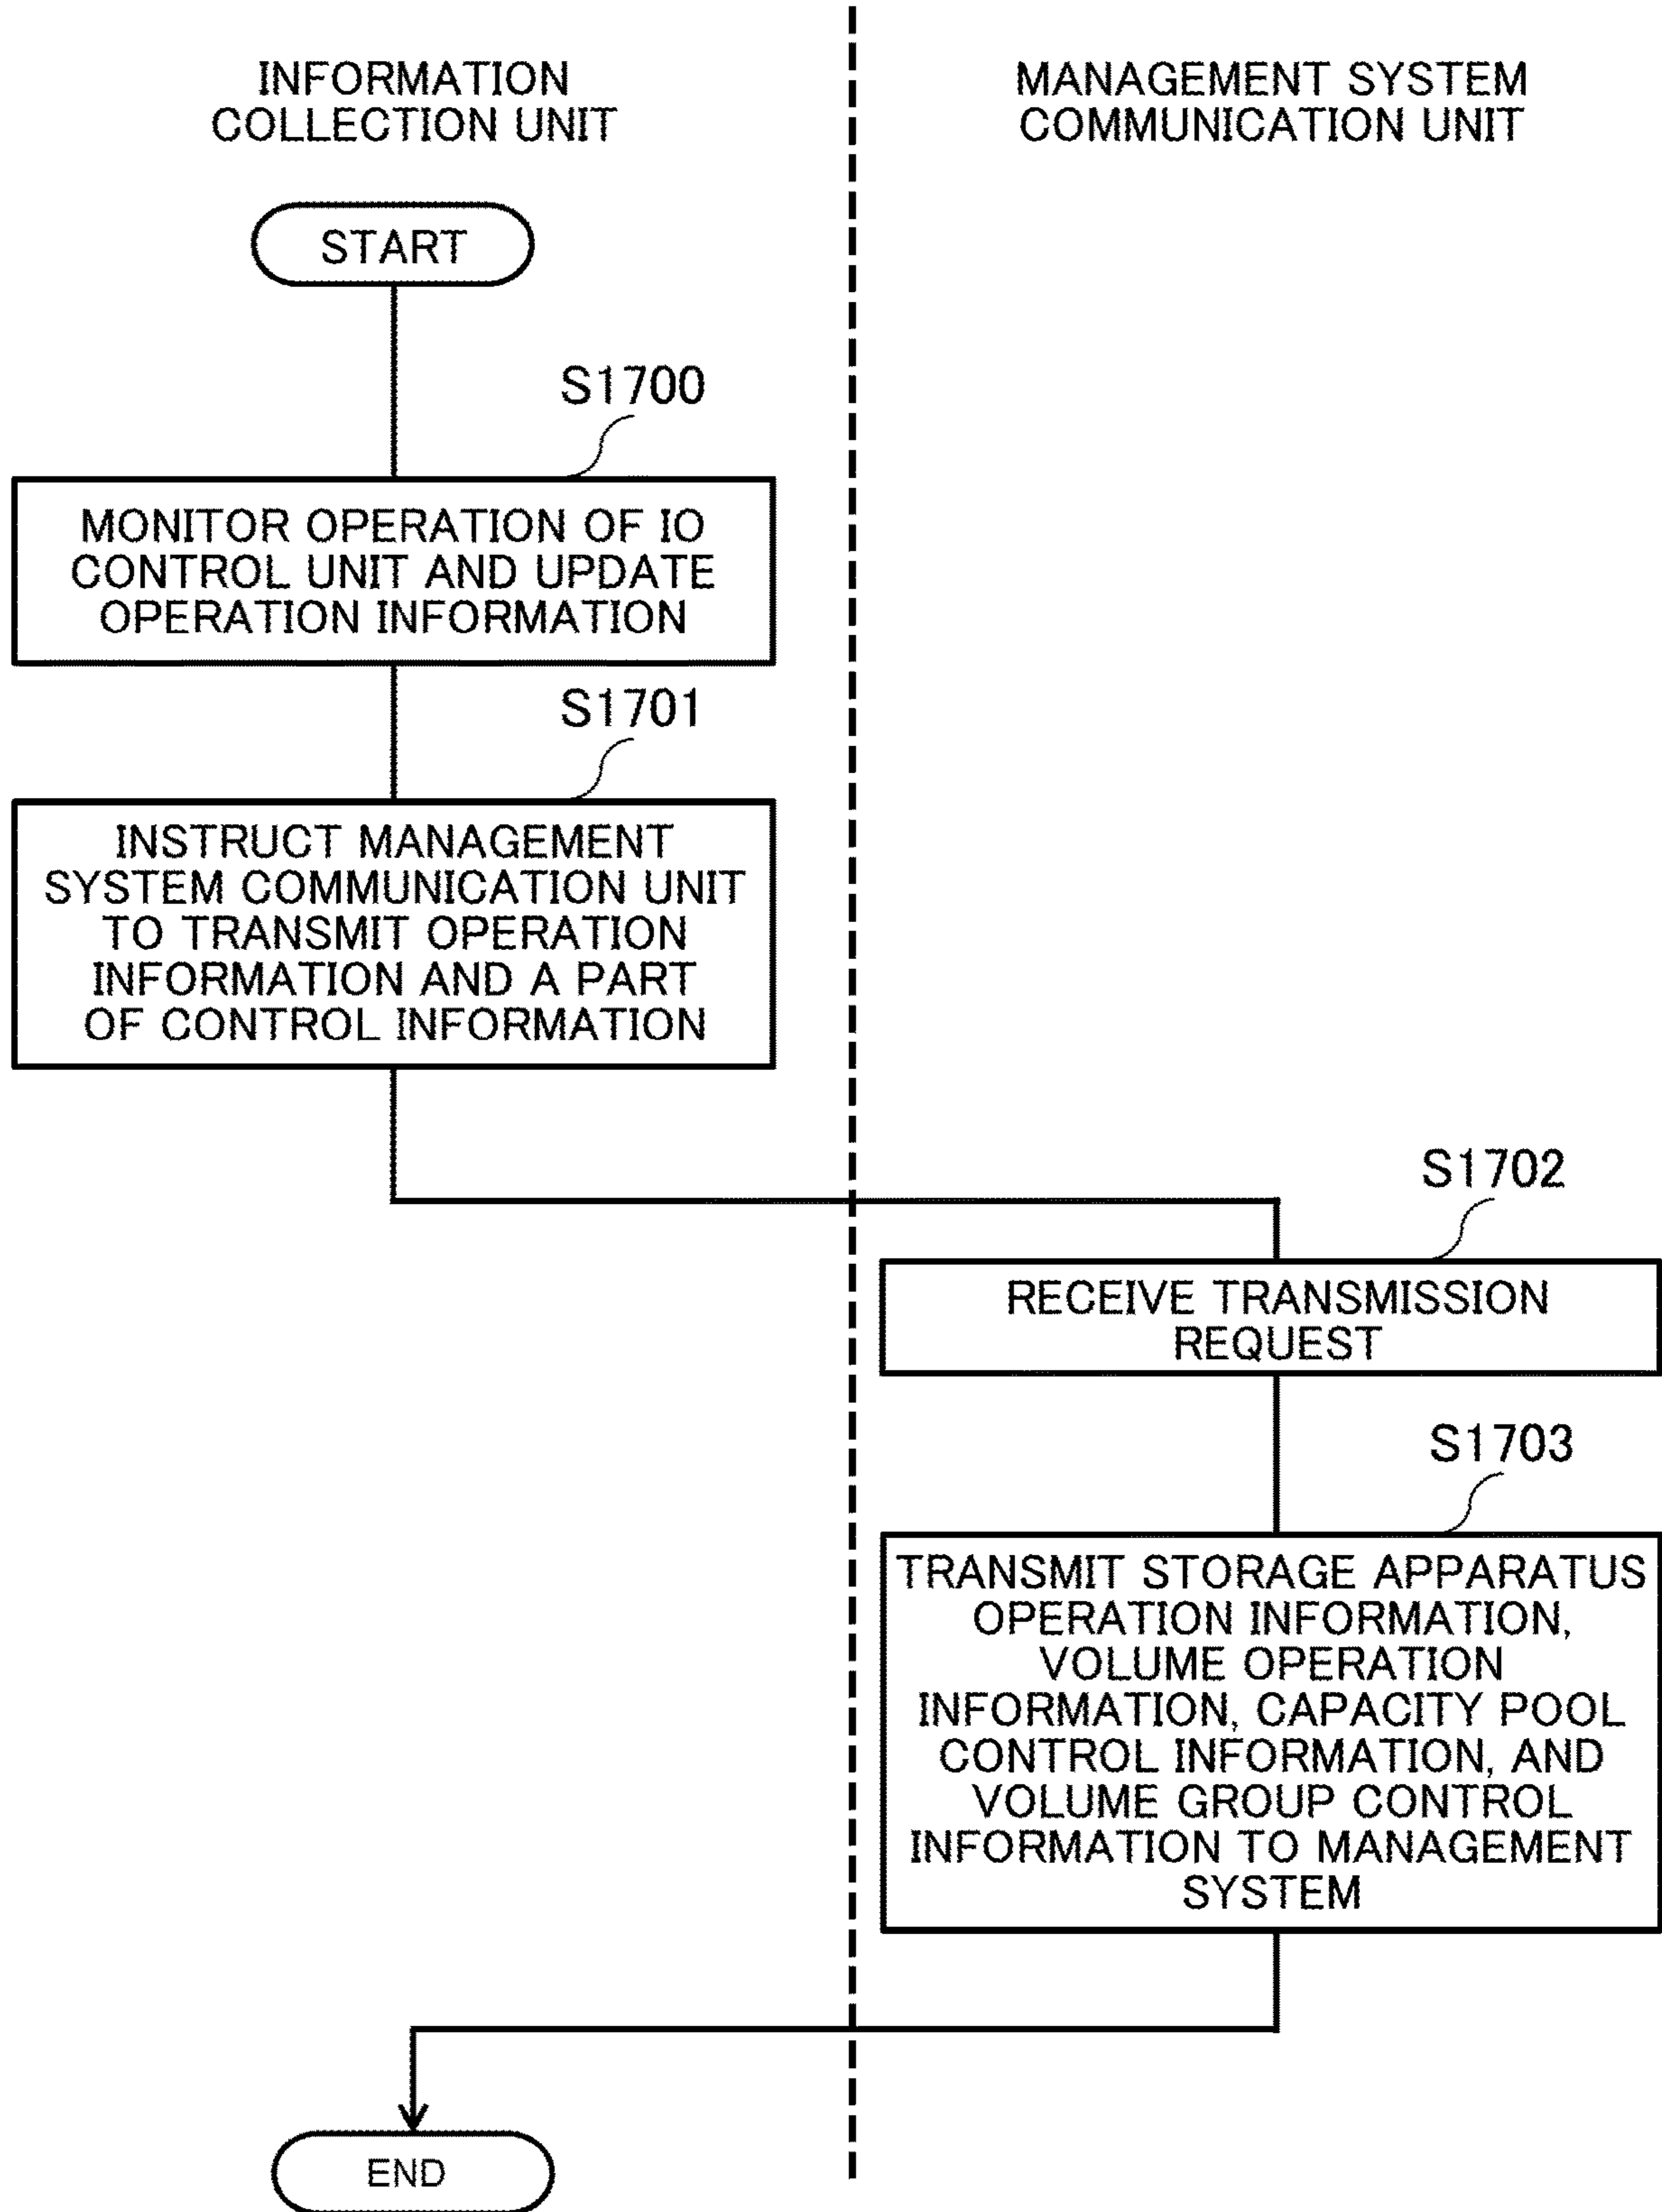 INFORMATION
COLLECTION UNIT
MANAGEMENT SYSTEM
COMMUNICATION UNIT
START
S1700
MONITOR OPERATION OF IO
CONTROL UNIT AND UPDATE
OPERATION INFORMATION
S1701
INSTRUCT MANAGEMENT
SYSTEM COMMUNICATION UNIT
TO TRANSMIT OPERATION
INFORMATION AND A PART
OF CONTROL INFORMATION
S1702
RECEIVE TRANSMISSION
REQUEST
S1703
TRANSMIT STORAGE APPARATUS
OPERATION INFORMATION,
VOLUME OPERATION
INFORMATION, CAPACITY POOL
CONTROL INFORMATION, AND
VOLUME GROUP CONTROL
INFORMATION TO MANAGEMENT
SYSTEM
END